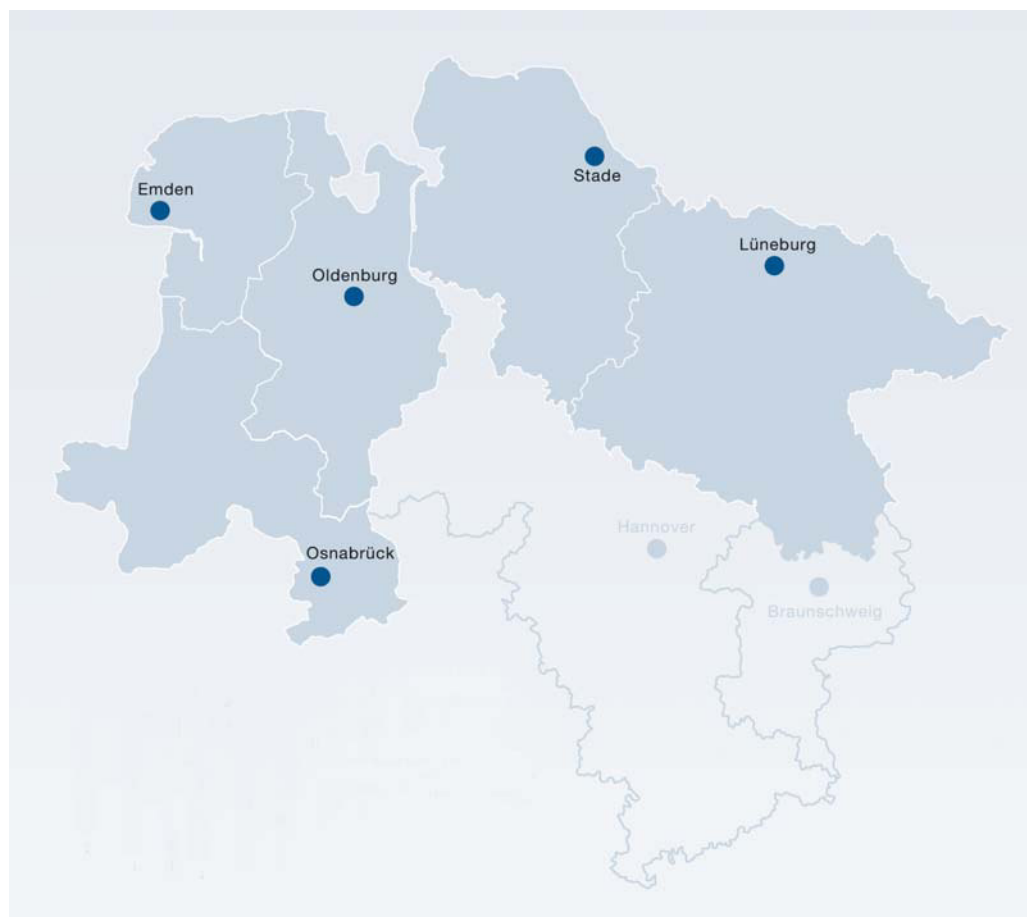 Stade
Emden
Lüneburg
Oldenburg
Hannover
Osnabrück
Braunschweig